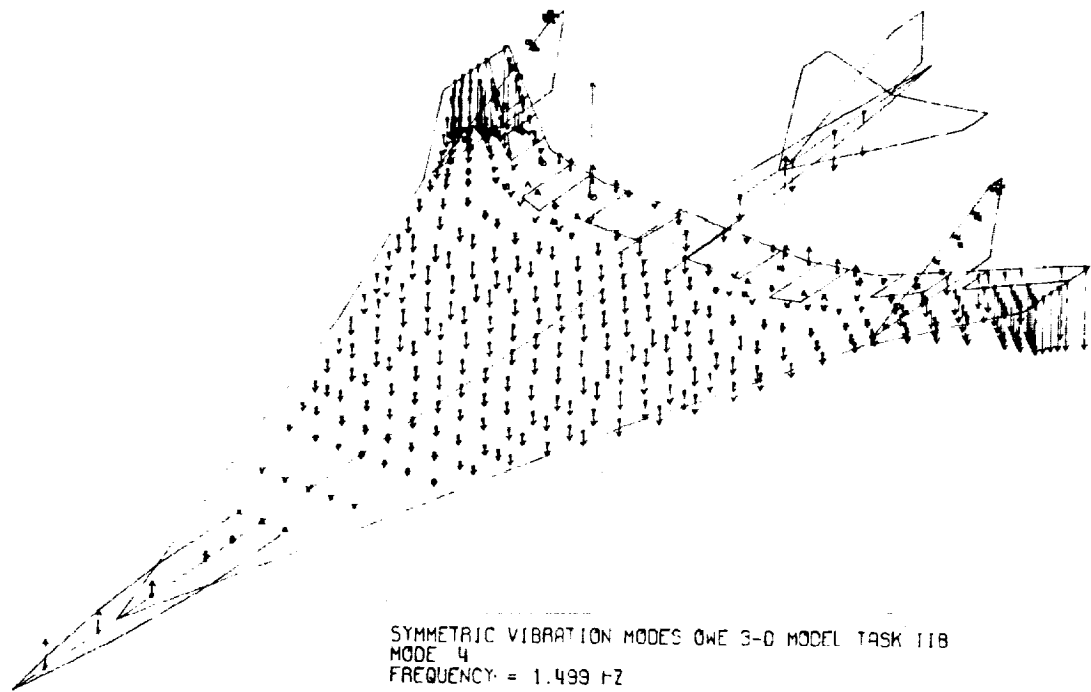 SYMMETRIC VIBRATION MODES OWE 3-D MODEL TASK IIB
MODE 4
FREQUENCY = 1.499 HZ